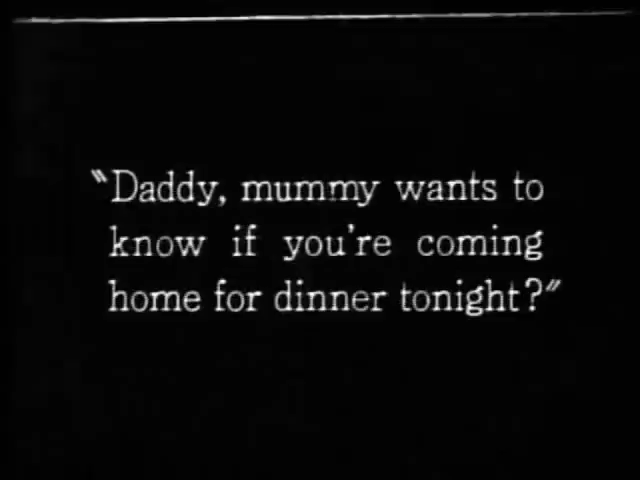 "Daddy, mummy wants to
know if you're coming
home for dinner tonight?"